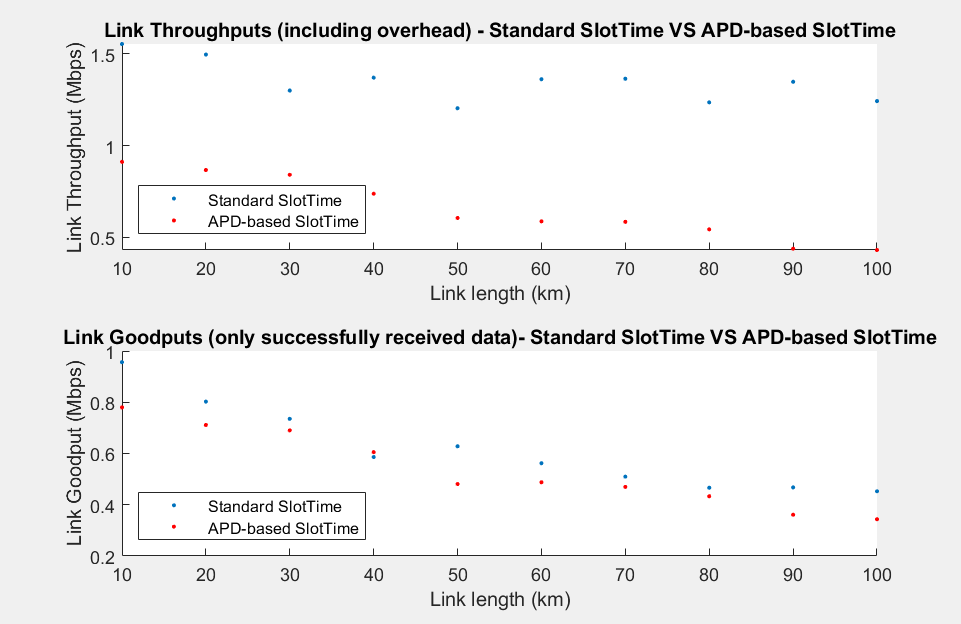 Link Throughputs (including overhead) - Standard SlotTime VS APD-based SlotTime
Link Throughput (Mbps)
1.5
1
0.5
Standard SlotTime
APD-based SlotTime
10 20 30 40 50 60 70 80 90 100
Link length (km)
Link Goodputs (only successfully received data)- Standard SlotTime VS APD-based SlotTime
Link Goodput (Mbps)
1
0.8
0.6
0.4
0.2
Standard SlotTime
APD-based SlotTime
10 20 30 40 50 60 70 80 90 100
Link length (km)